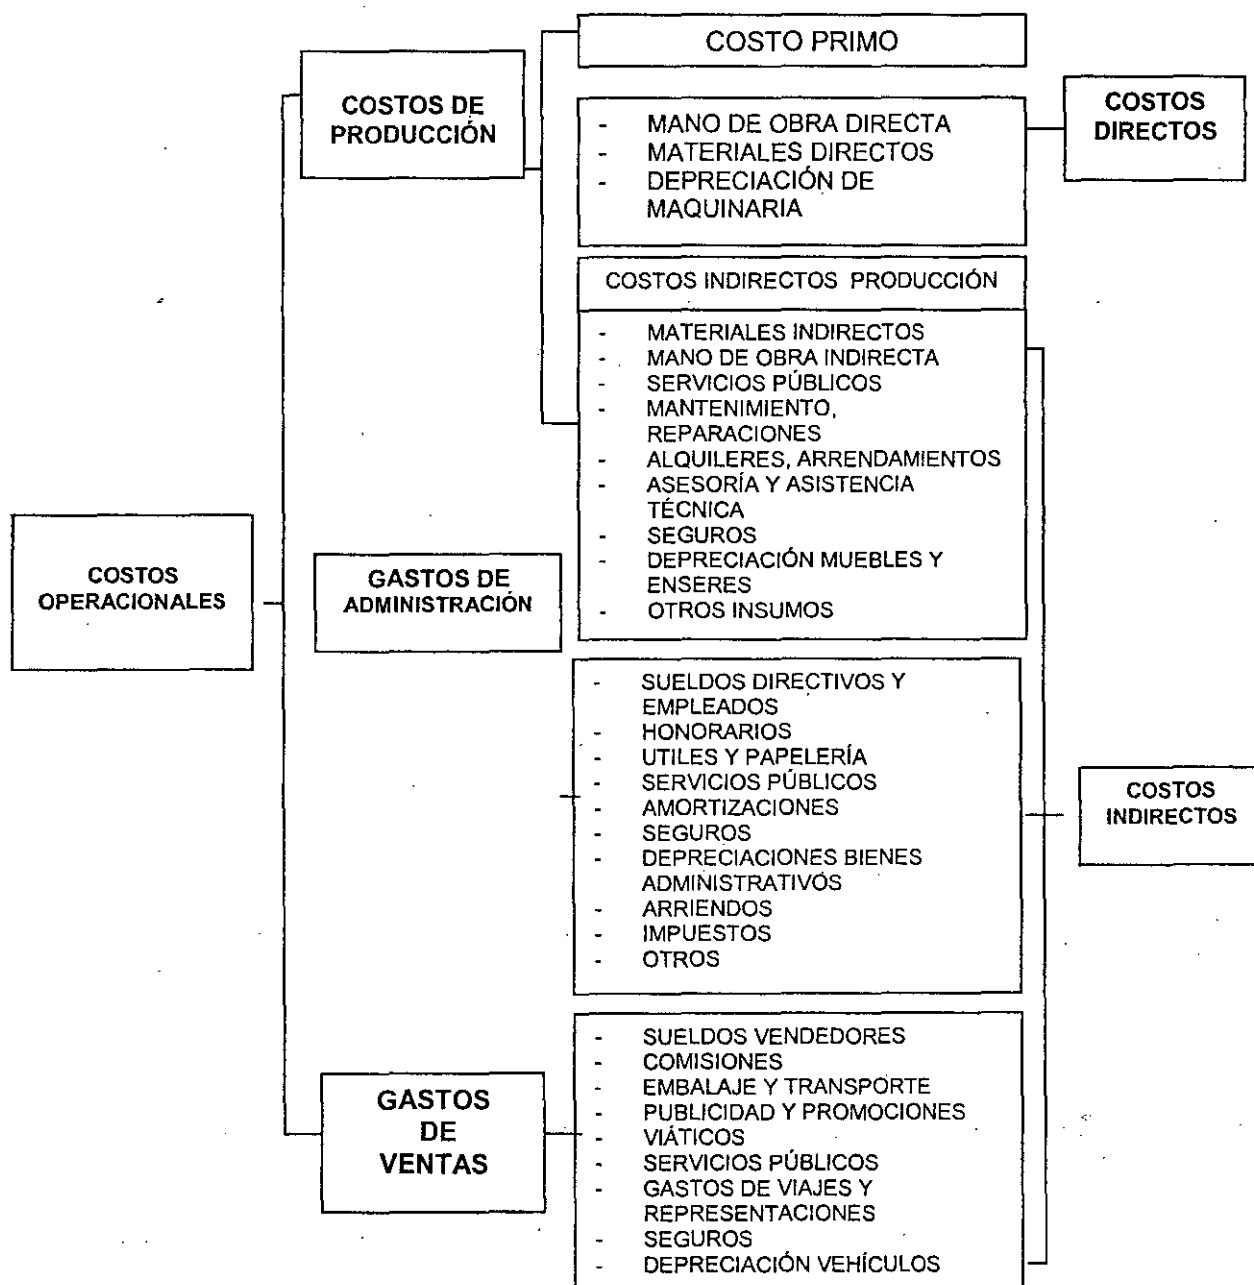 COSTO PRIMO
COSTOS DE
PRODUCCIÓN
- MANO DE OBRA DIRECTA
- MATERIALES DIRECTOS
- DEPRECIACIÓN DE
MAQUINARIA
COSTOS
DIRECTOS
COSTOS INDIRECTOS PRODUCCIÓN
- MATERIALES INDIRECTOS
- MANO DE OBRA INDIRECTA
- SERVICIOS PÚBLICOS
- MANTENIMIENTO,
REPARACIONES
- ALQUILERES, ARRENDAMIENTOS
- ASESORÍA Y ASISTENCIA
TÉCNICA
- SEGUROS
- DEPRECIACIÓN MUEBLES Y
ENSERES
- OTROS INSUMOS
COSTOS
OPERACIONALES
GASTOS DE
ADMINISTRACIÓN
- SUELDOS DIRECTIVOS Y
EMPLEADOS
- HONORARIOS
- UTILES Y PAPELERÍA
- SERVICIOS PÚBLICOS
- AMORTIZACIONES
- SEGUROS
- DEPRECIACIONES BIENES
ADMINISTRATIVOS
- ARRIENDOS
- IMPUESTOS
- OTROS
COSTOS
INDIRECTOS
GASTOS
DE
VENTAS
- SUELDOS VENDEDORES
- COMISIONES
- EMBALAJE Y TRANSPORTE
- PUBLICIDAD Y PROMOCIONES
- VIÁTICOS
- SERVICIOS PÚBLICOS
- GASTOS DE VIAJES Y
REPRESENTACIONES
- SEGUROS
- DEPRECIACIÓN VEHÍCULOS